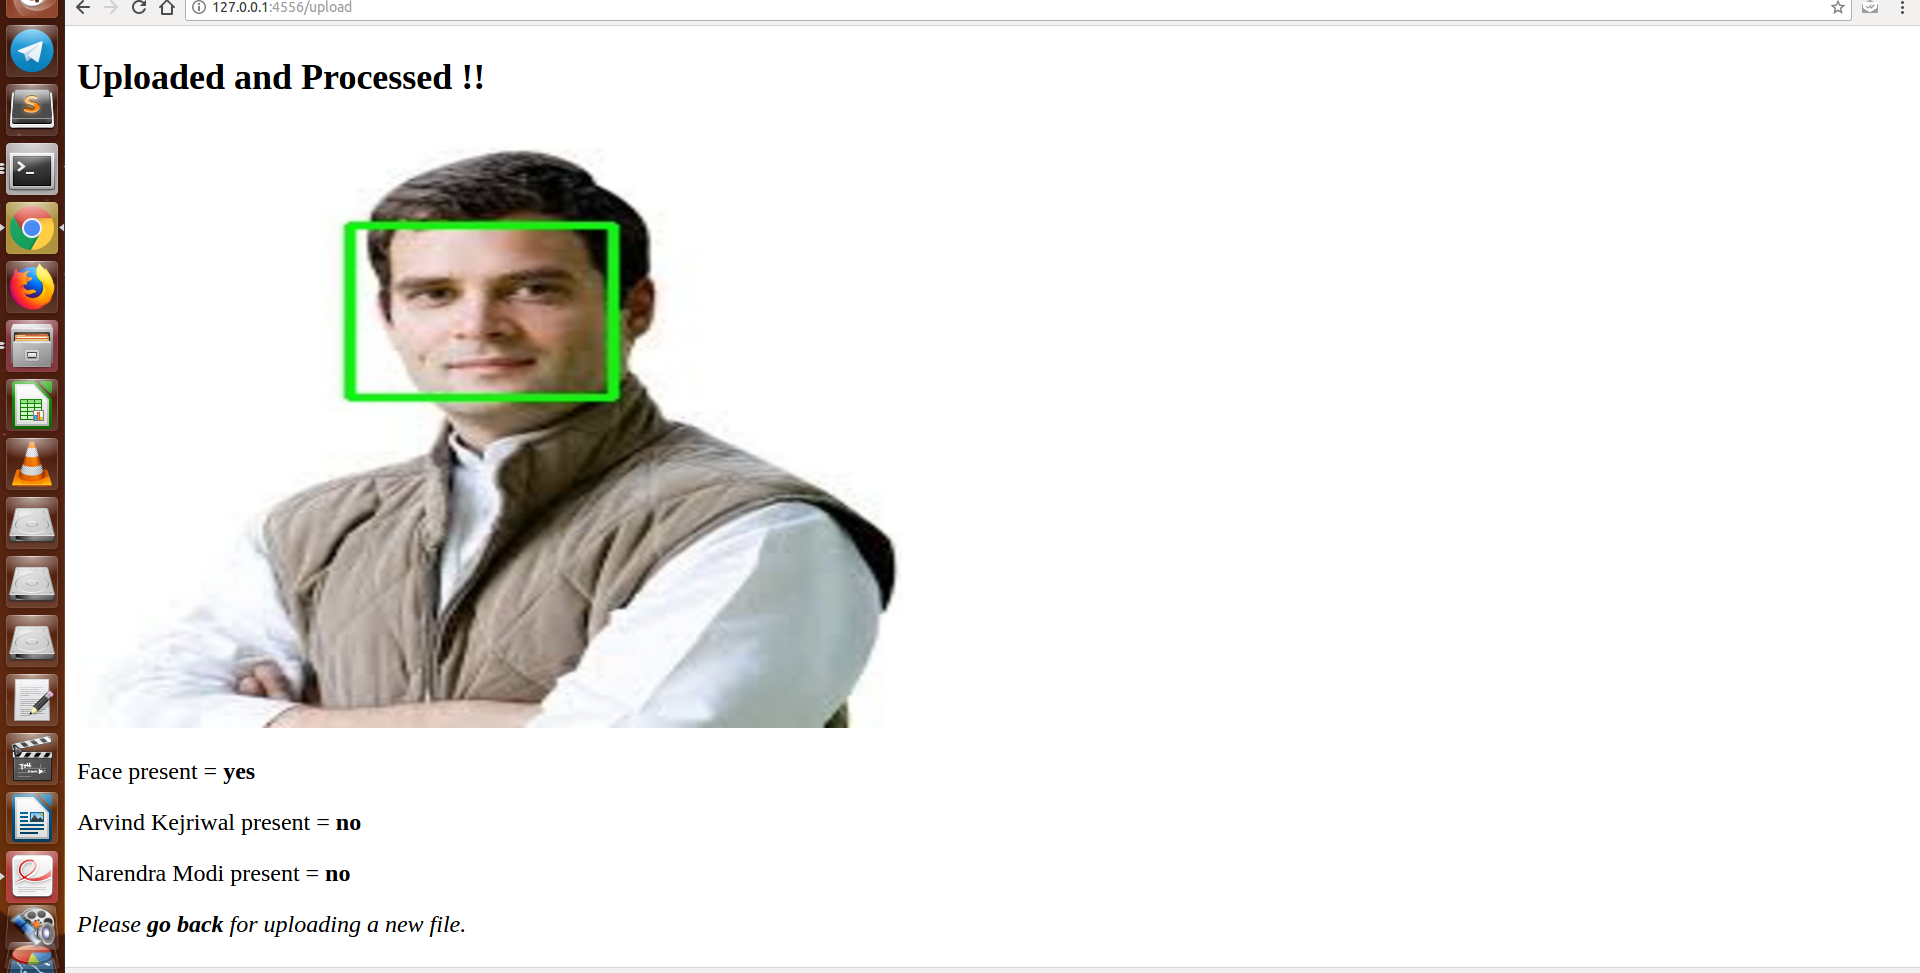 127.0.0.1:4556/upload
Uploaded and Processed !!
Face present = yes
Arvind Kejriwal present = no
Narendra Modi present = no
Please go back for uploading a new file.